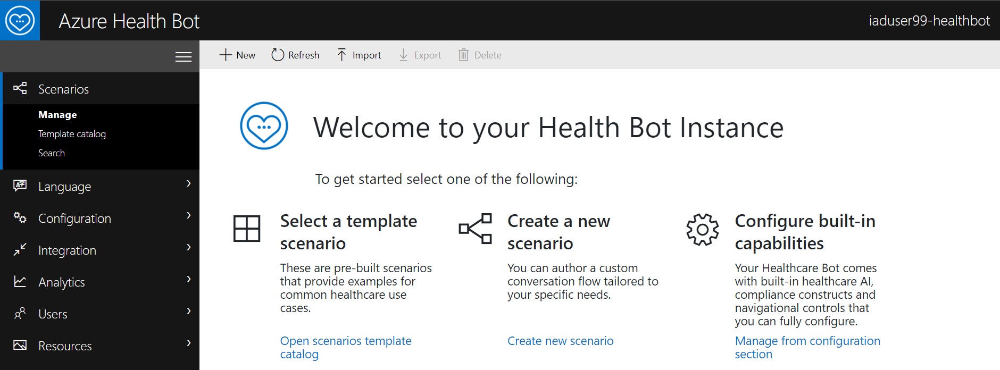 Azure Health Bot
iaduser99-healthbot
New Refresh Import Export Delete
Scenarios
Manage
Template catalog
Search
Language
Configuration
Integration
Analytics
Users
Resources
Welcome to your Health Bot Instance
To get started select one of the following:
Select a template
scenario
These are pre-built scenarios
that provide examples for
common healthcare use
cases.
Open scenarios template
catalog
Create a new
scenario
You can author a custom
conversation flow tailored to
your specific needs.
Create new scenario
Configure built-in
capabilities
Your Healthcare Bot comes
with built-in healthcare AI,
compliance constructs and
navigational controls that
you can fully configure.
Manage from configuration
section